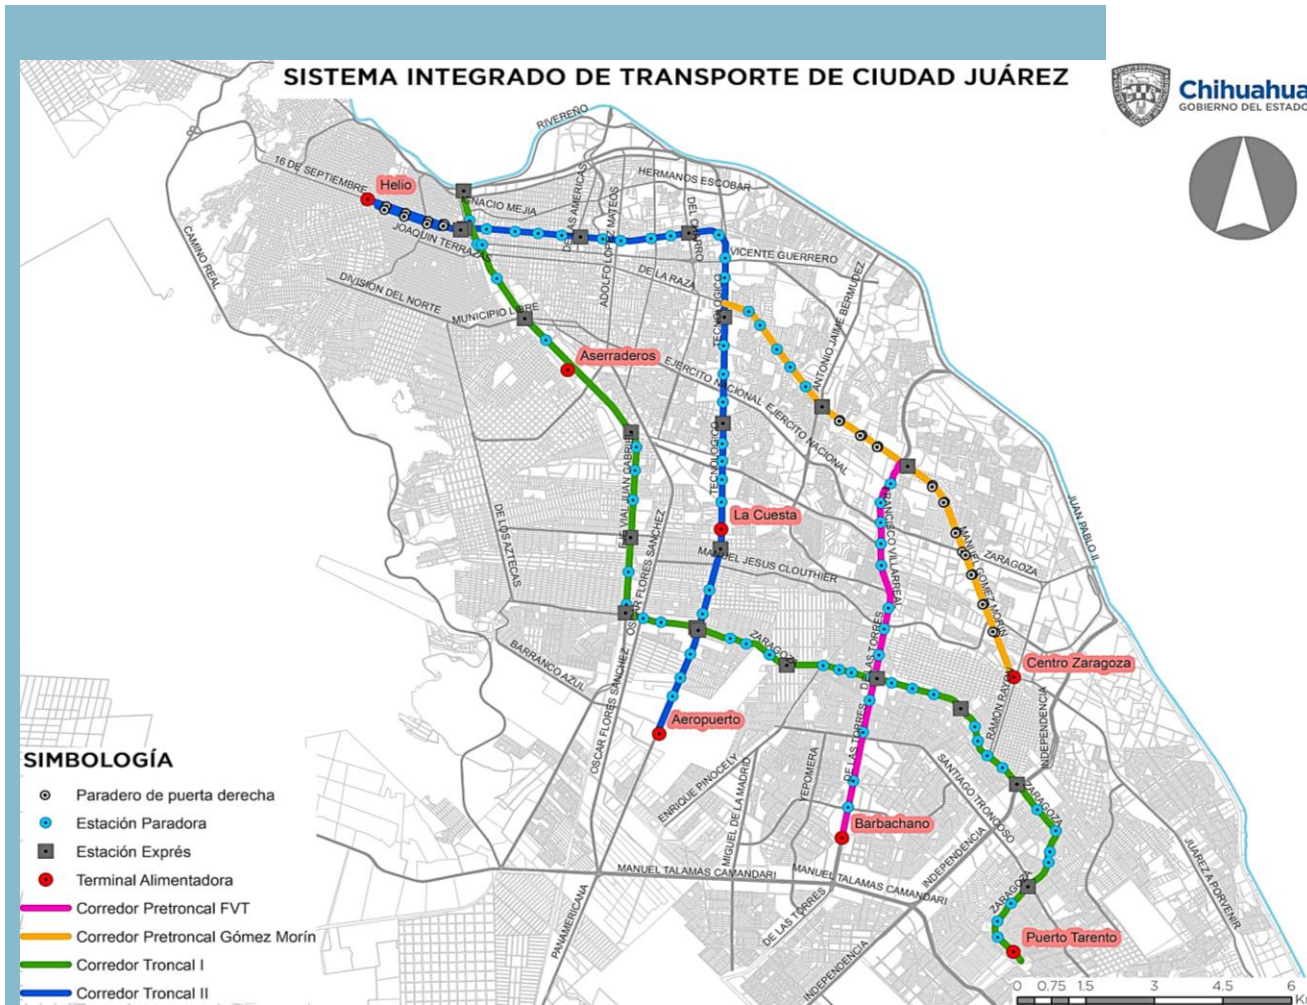 SISTEMA INTEGRADO DE TRANSPORTE DE CIUDAD JUÁREZ
Chihuahua
GOBIERNO DEL ESTADO
RIVEREÑO
16 DE SEPTIEMBRE
Helio
HERMANOS ESCOBAR
IGNACIO MEJIA
DE LAS AMERICAS
ADOLFO LOPEZ MATEOS
JOAQUIN TERRAZAS
CAMINO REAL
VICENTE GUERRERO
DE LA RAZA
DIVISION DEL NORTE
MUNICIPIO LIBRE
TECNOLOGICO
ANTONIO JAIME BERMUDEZ
Aserraderos
EJERCITO NACIONAL
EJERCITO NACIONAL
TECNOLOGICO
EJE VIAL JUAN GABRIEL
FRANCISCO VILLARREAL
JUAN PABLO II
DE LOS AZTECAS
La Cuesta
OSCAR FLORES SANCHEZ
MANUEL JESUS CLOUTHIER
ZARAGOZA
MANUEL GOMEZ MORIN
BARRANCO AZUL
ZARAGOZA
DE LAS TORRES
Centro Zaragoza
RAMON RAYON
INDEPENDENCIA
OSCAR FLORES SANCHEZ
Aeropuerto
DE LAS TORRES
ENRIQUE PINOCELY
MIGUEL DE LA MADRID
YEPOMERA
SANTIAGO TRONCOSO
ZARAGOZA
Barbachano
INDEPENDENCIA
MANUEL TALAMAS CAMANDARI
MANUEL TALAMAS CAMANDARI
ZARAGOZA
JUAREZ A PORVENIR
PANAMERICANA
DE LAS TORRES
INDEPENDENCIA
Puerto Tarento
SIMBOLOGÍA
Paradero de puerta derecha
Estación Paradora
Estación Exprés
Terminal Alimentadora
Corredor Pretroncal FVT
Corredor Pretroncal Gómez Morín
Corredor Troncal I
Corredor Troncal II
0 0.75 1.5 3 4.5 6